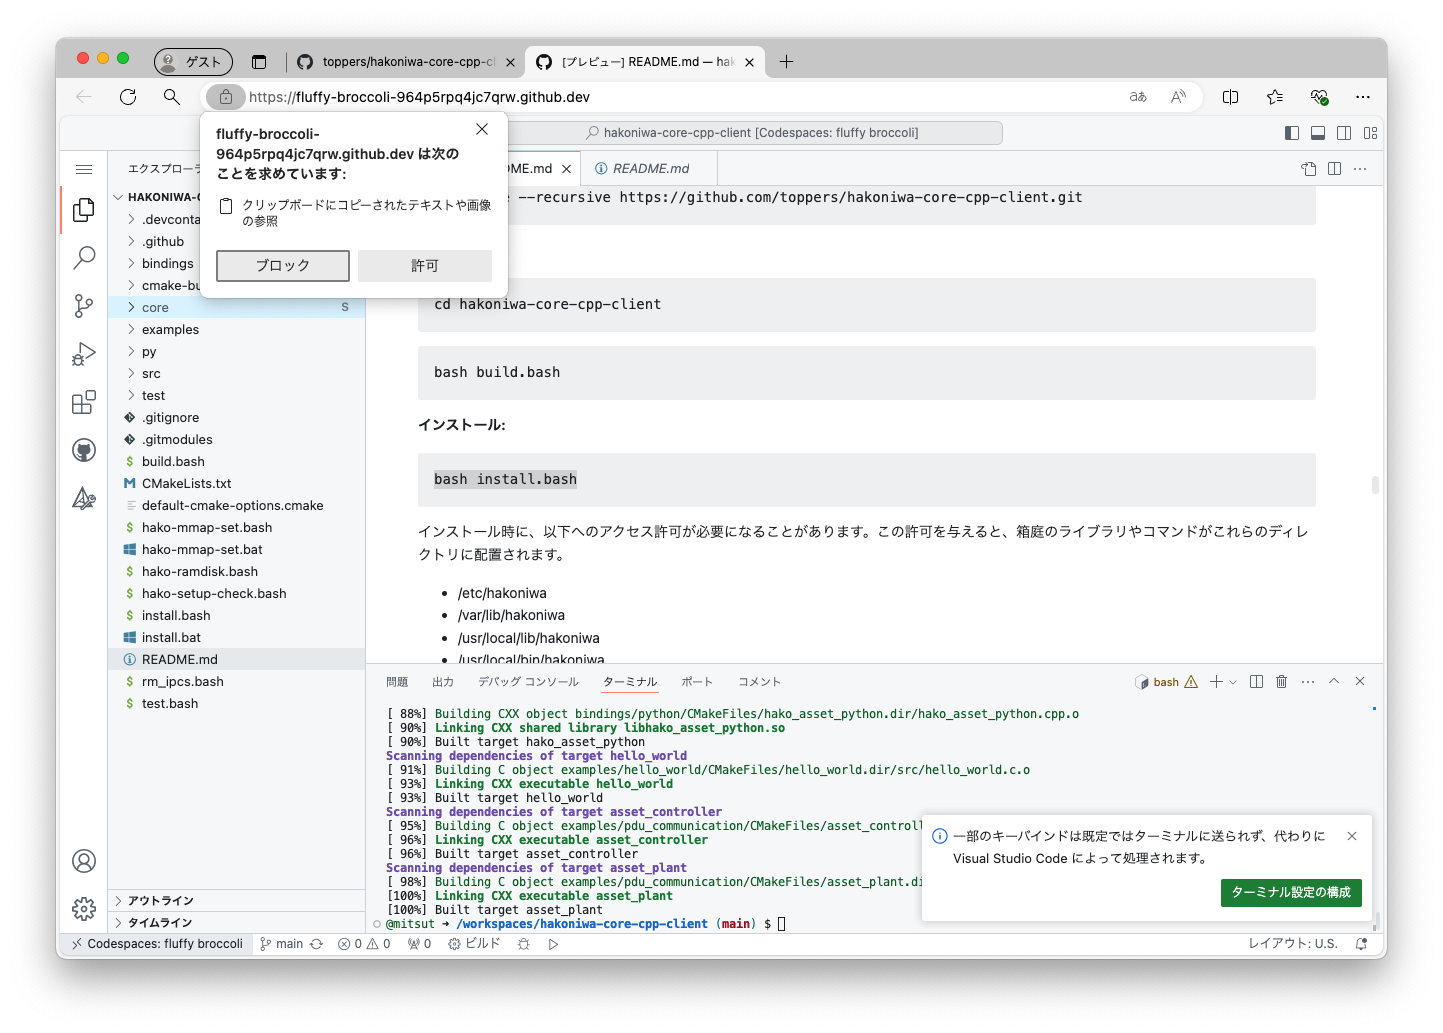 ゲスト
toppers/hakoniwa-core-cpp-cl
[プレビュー] README.md — hak
https://fluffy-broccoli-964p5rpq4jc7qrw.github.dev
aあ
hakoniwa-core-cpp-client [Codespaces: fluffy broccoli]
fluffy-broccoli-
964p5rpq4jc7qrw.github.dev は次の
ことを求めています:
クリップボードにコピーされたテキストや画像
の参照
ブロック
許可
エクスプローラ
HAKONIWA-C
.devconta
.github
bindings
cmake-bu
core S
examples
py
src
test
.gitignore
.gitmodules
build.bash
CMakeLists.txt
default-cmake-options.cmake
hako-mmap-set.bash
hako-mmap-set.bat
hako-ramdisk.bash
hako-setup-check.bash
install.bash
install.bat
README.md
rm_ipcs.bash
test.bash
アウトライン
タイムライン
DME.md
README.md
e --recursive https://github.com/toppers/hakoniwa-core-cpp-client.git
cd hakoniwa-core-cpp-client
bash build.bash
インストール:
bash install.bash
インストール時に、以下へのアクセス許可が必要になることがあります。この許可を与えると、箱庭のライブラリやコマンドがこれらのディレ
クトリに配置されます。
• /etc/hakoniwa
• /var/lib/hakoniwa
• /usr/local/lib/hakoniwa
• /usr/local/bin/hakoniwa
問題 出力 デバッグ コンソール ターミナル ポート コメント
bash
[ 88%] Building CXX object bindings/python/CMakeFiles/hako_asset_python.dir/hako_asset_python.cpp.o
[ 90%] Linking CXX shared library libhako_asset_python.so
[ 90%] Built target hako_asset_python
Scanning dependencies of target hello_world
[ 91%] Building C object examples/hello_world/CMakeFiles/hello_world.dir/src/hello_world.c.o
[ 93%] Linking CXX executable hello_world
[ 93%] Built target hello_world
Scanning dependencies of target asset_controller
[ 95%] Building C object examples/pdu_communication/CMakeFiles/asset_controll
[ 96%] Linking CXX executable asset_controller
[ 96%] Built target asset_controller
Scanning dependencies of target asset_plant
[ 98%] Building C object examples/pdu_communication/CMakeFiles/asset_plant.di
[100%] Linking CXX executable asset_plant
[100%] Built target asset_plant
@mitsut ➜ /workspaces/hakoniwa-core-cpp-client (main) $
一部のキーバインドは既定ではターミナルに送られず、代わりに
Visual Studio Code によって処理されます。
ターミナル設定の構成
Codespaces: fluffy broccoli main 0 0 0 ビルド レイアウト: U.S.